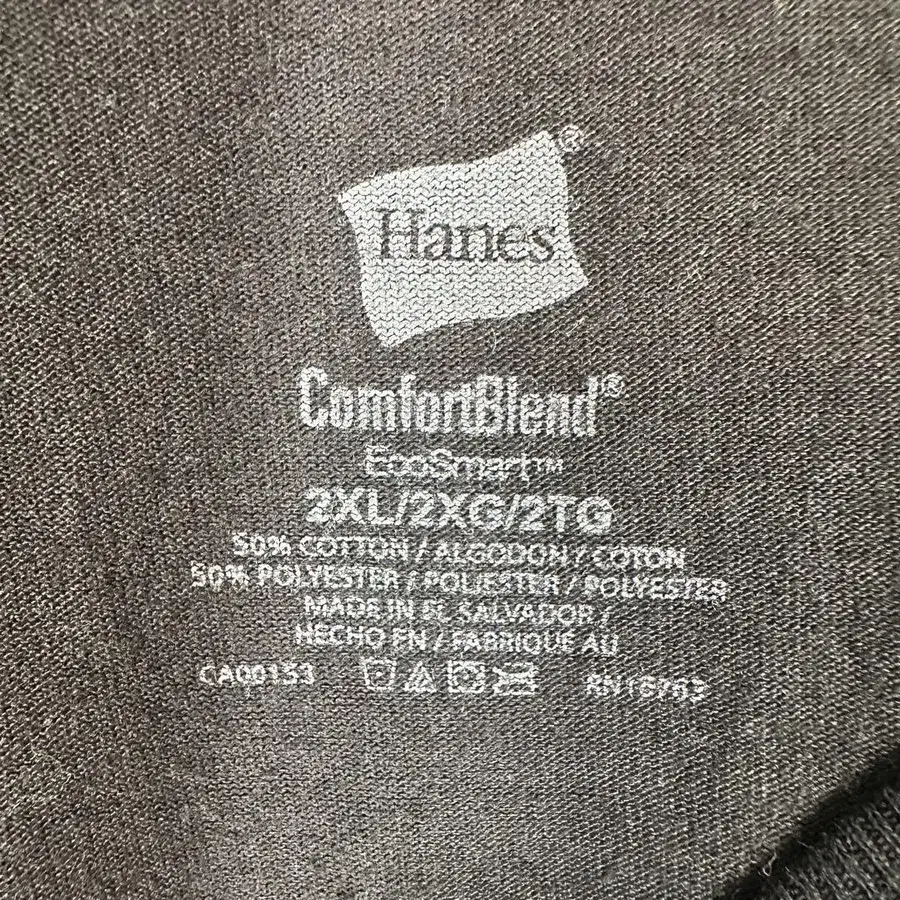 Hanes®
ComfortBlend®
EcoSmart™
2XL/2XG/2TG
50% COTTON / ALGODON / COTON
50% POLYESTER / POLIESTER / POLYESTER
MADE IN EL SALVADOR /
HECHO EN / FABRIQUE AU
CA00153 RN18763